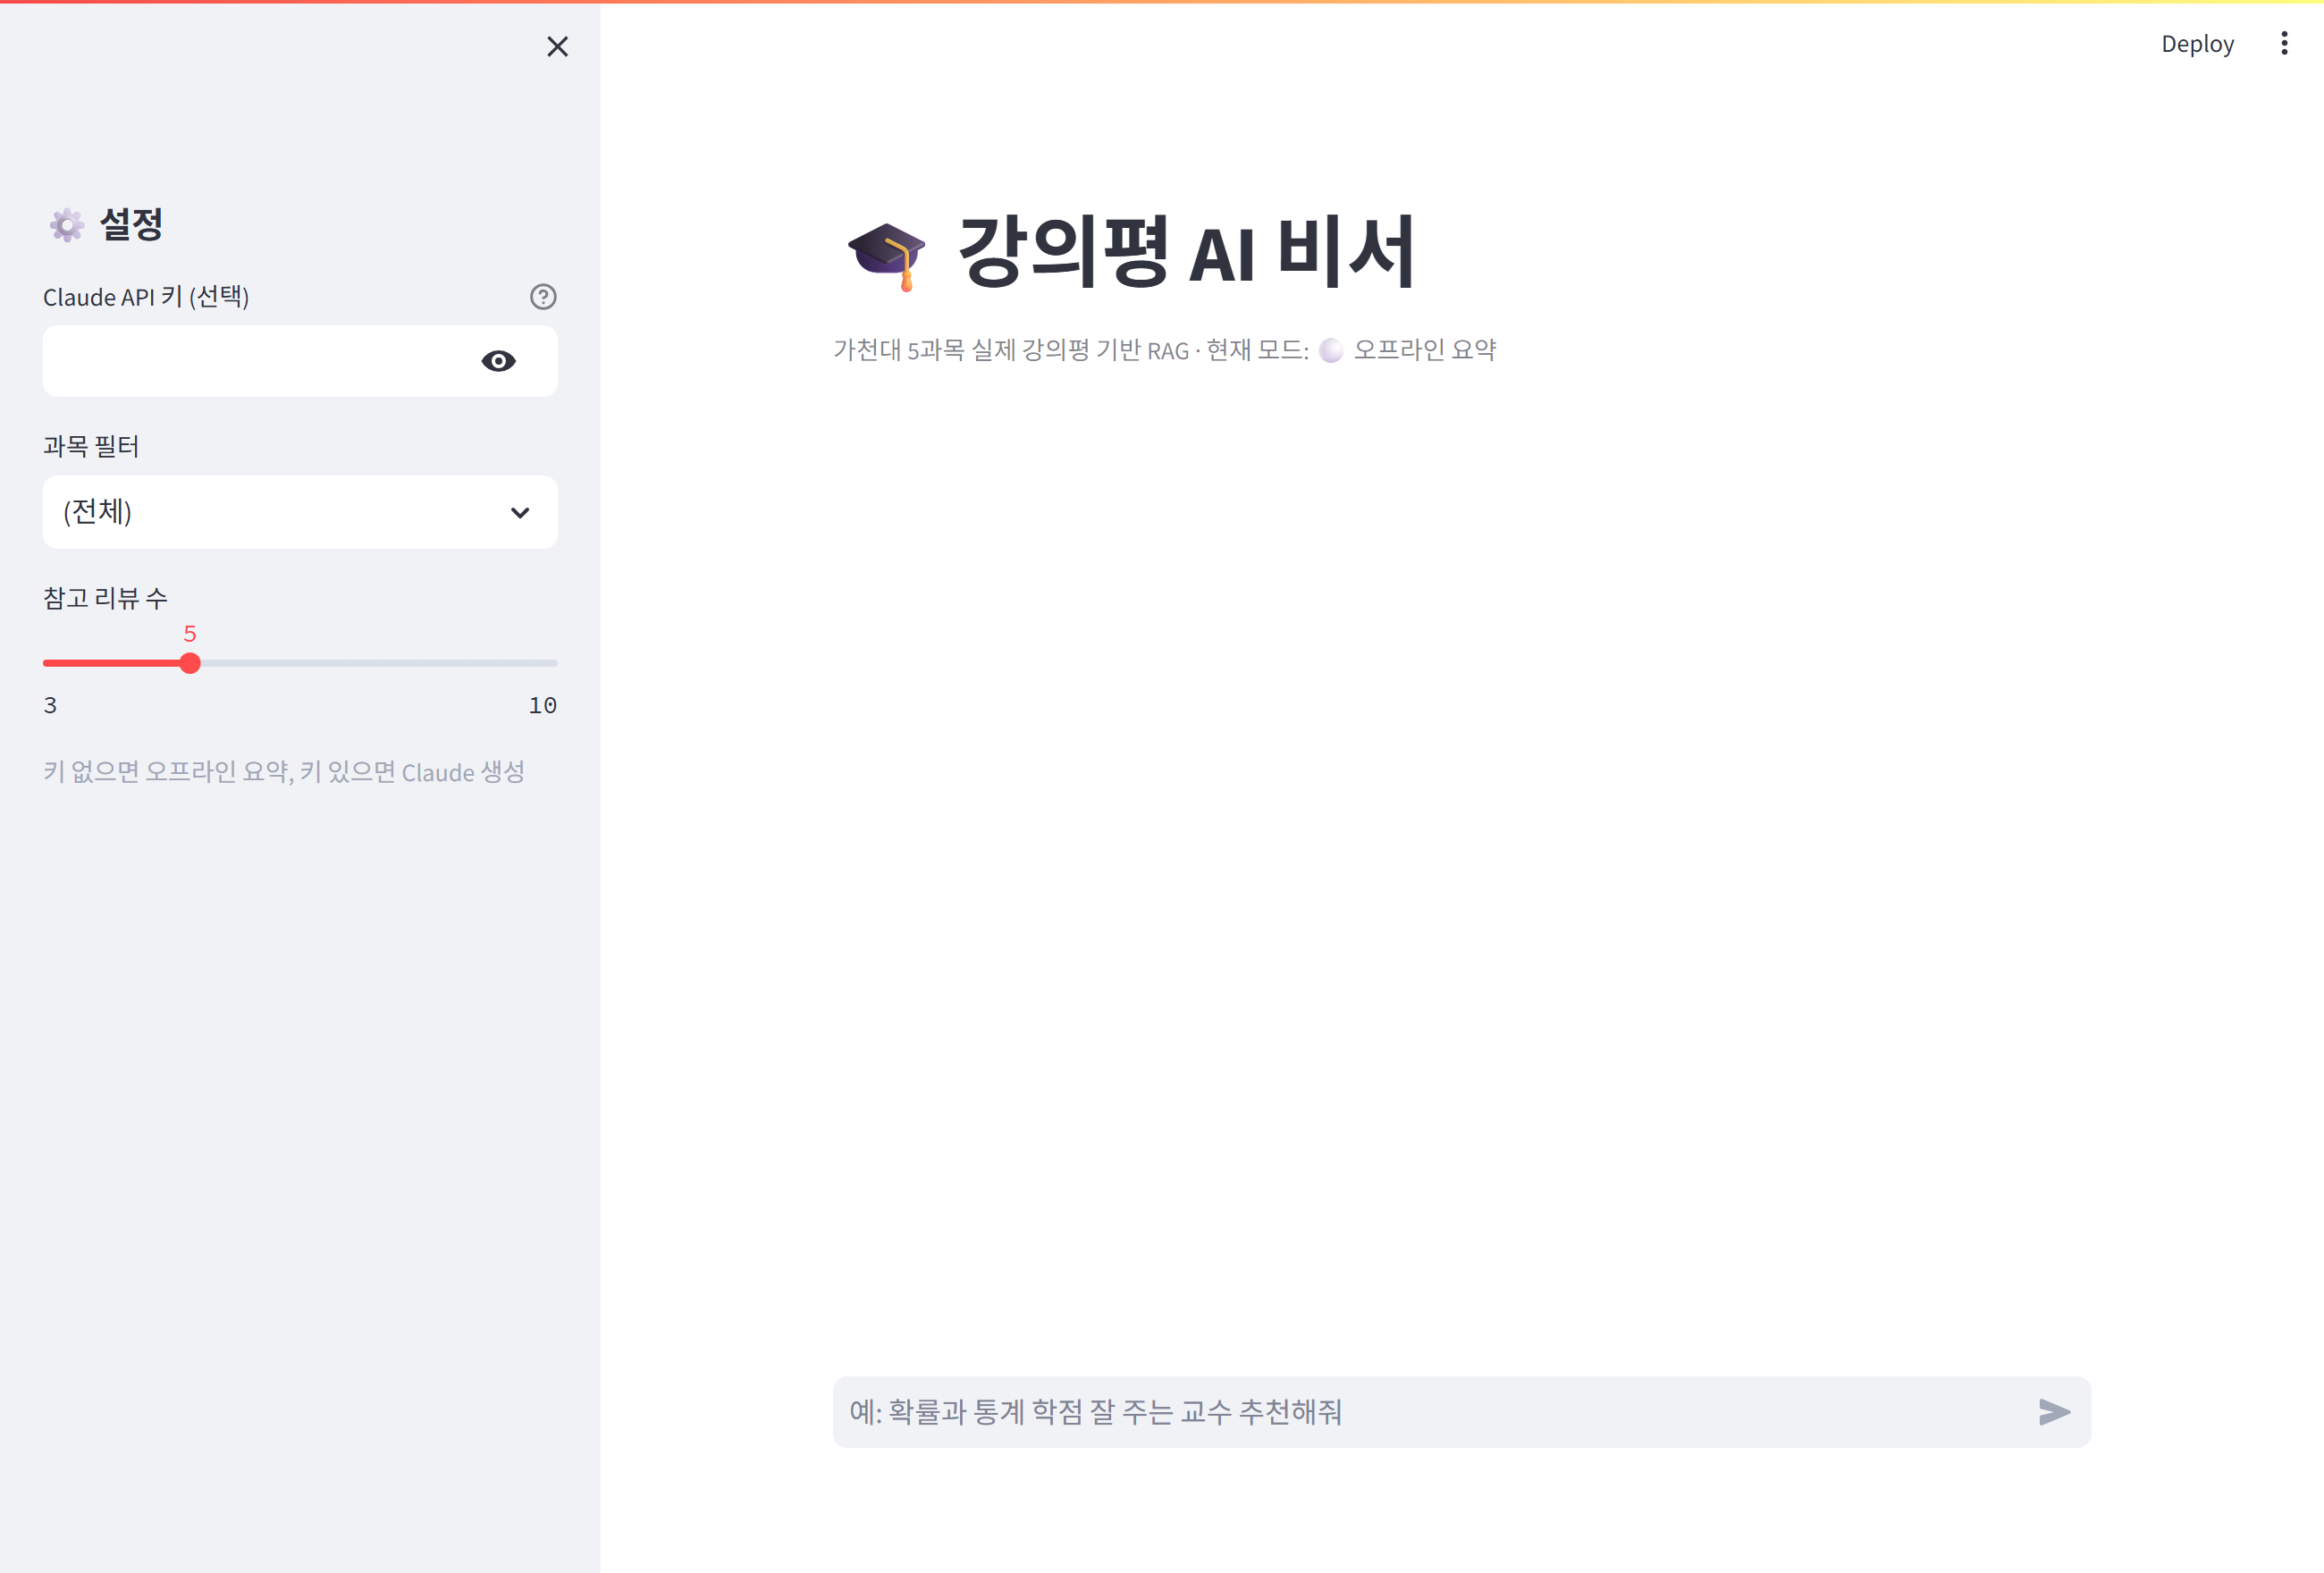 Deploy
설정
Claude API 키 (선택)
과목 필터
(전체)
참고 리뷰 수
5
3 10
키 없으면 오프라인 요약, 키 있으면 Claude 생성
강의평 AI 비서
가천대 5과목 실제 강의평 기반 RAG · 현재 모드: 오프라인 요약
예: 확률과 통계 학점 잘 주는 교수 추천해줘